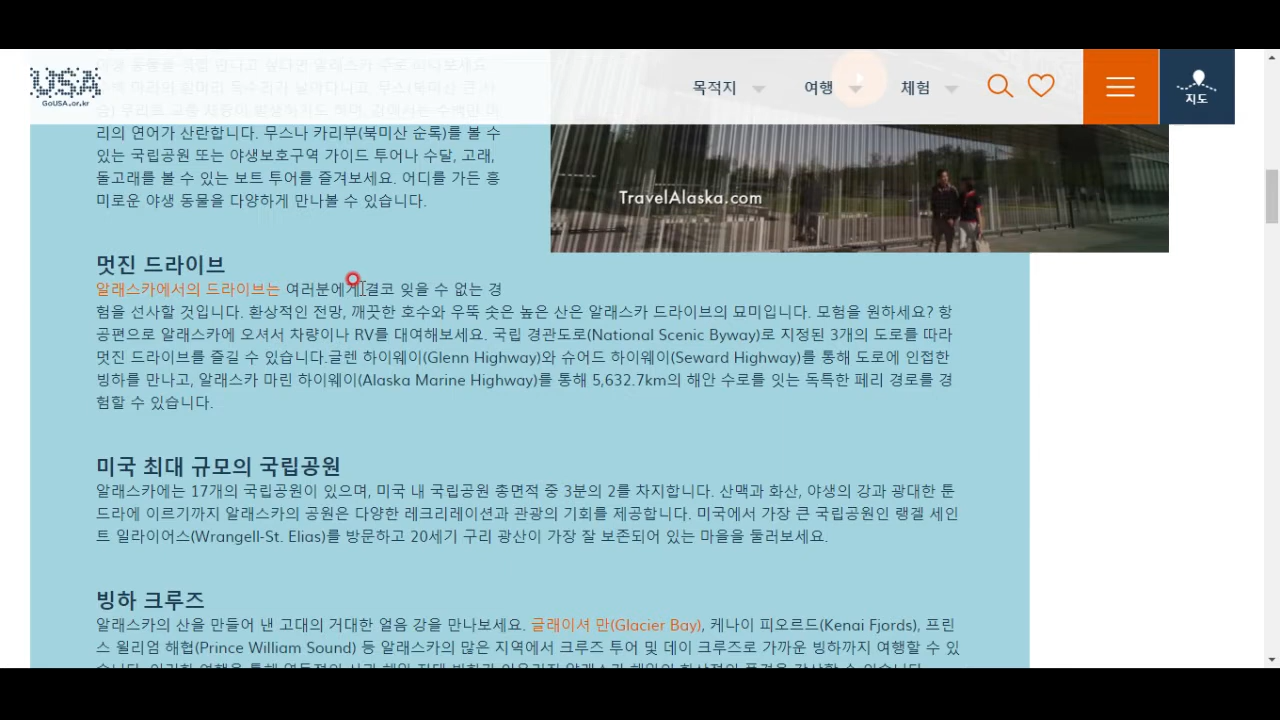 USA
GoUSA.or.kr
목적지
여행
체험
지도
리의 연어가 산란합니다. 무스나 카리부(북미산 순록)를 볼 수
있는 국립공원 또는 야생보호구역 가이드 투어나 수달, 고래,
돌고래를 볼 수 있는 보트 투어를 즐겨보세요. 어디를 가든 흥
미로운 야생 동물을 다양하게 만나볼 수 있습니다.
TravelAlaska.com
멋진 드라이브
알래스카에서의 드라이브는 여러분에게 결코 잊을 수 없는 경
험을 선사할 것입니다. 환상적인 전망, 깨끗한 호수와 우뚝 솟은 높은 산은 알래스카 드라이브의 묘미입니다. 모험을 원하세요? 항
공편으로 알래스카에 오셔서 차량이나 RV를 대여해보세요. 국립 경관도로(National Scenic Byway)로 지정된 3개의 도로를 따라
멋진 드라이브를 즐길 수 있습니다.글렌 하이웨이(Glenn Highway)와 슈어드 하이웨이(Seward Highway)를 통해 도로에 인접한
빙하를 만나고, 알래스카 마린 하이웨이(Alaska Marine Highway)를 통해 5,632.7km의 해안 수로를 잇는 독특한 페리 경로를 경
험할 수 있습니다.
미국 최대 규모의 국립공원
알래스카에는 17개의 국립공원이 있으며, 미국 내 국립공원 총면적 중 3분의 2를 차지합니다. 산맥과 화산, 야생의 강과 광대한 툰
드라에 이르기까지 알래스카의 공원은 다양한 레크리레이션과 관광의 기회를 제공합니다. 미국에서 가장 큰 국립공원인 랭겔 세인
트 일라이어스(Wrangell-St. Elias)를 방문하고 20세기 구리 광산이 가장 잘 보존되어 있는 마을을 둘러보세요.
빙하 크루즈
알래스카의 산을 만들어 낸 고대의 거대한 얼음 강을 만나보세요. 글래이셔 만(Glacier Bay), 케나이 피오르드(Kenai Fjords), 프린
스 윌리엄 해협(Prince William Sound) 등 알래스카의 많은 지역에서 크루즈 투어 및 데이 크루즈로 가까운 빙하까지 여행할 수 있